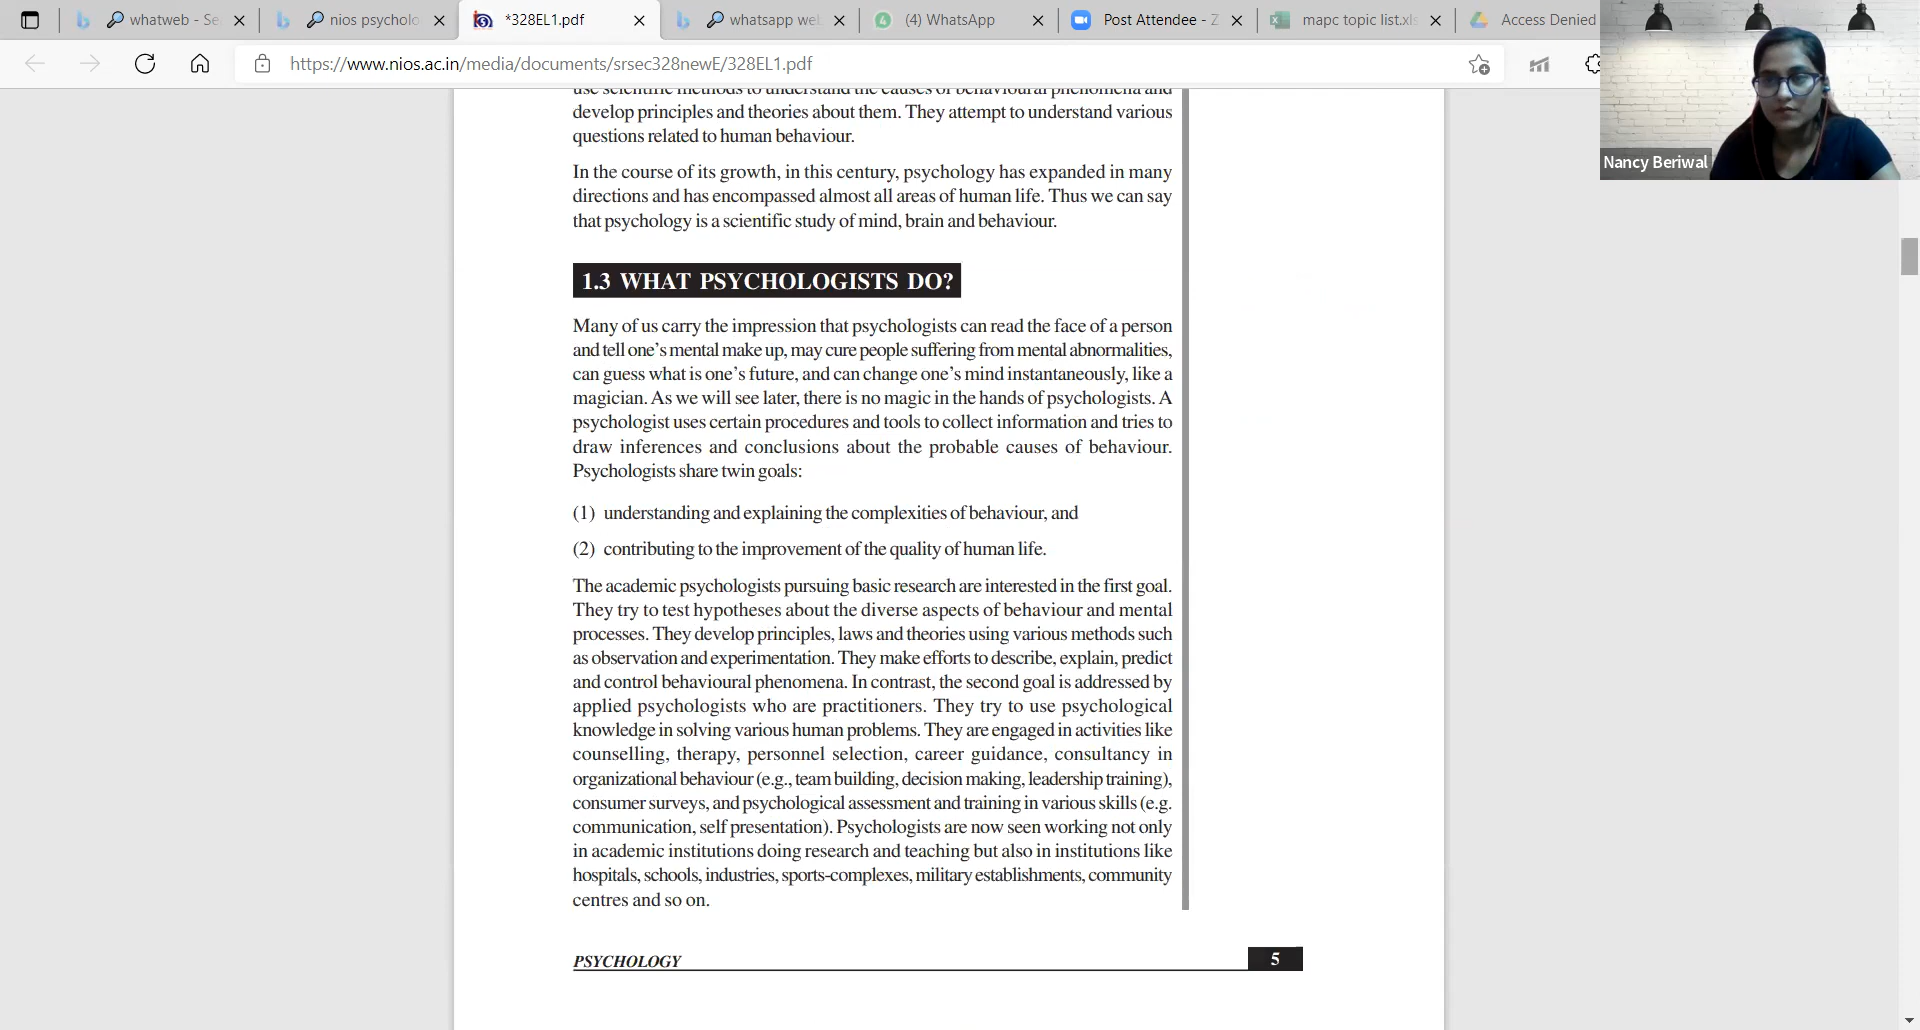 whatweb - Se
nios psycholo
*328EL1.pdf
whatsapp we
(4) WhatsApp
Post Attendee - Z
mapc topic list.xls
Access Denied
https://www.nios.ac.in/media/documents/srsec328newE/328EL1.pdf
Nancy Beriwal
use scientific methods to understand the causes of behavioural phenomena and
develop principles and theories about them. They attempt to understand various
questions related to human behaviour.
In the course of its growth, in this century, psychology has expanded in many
directions and has encompassed almost all areas of human life. Thus we can say
that psychology is a scientific study of mind, brain and behaviour.
1.3 WHAT PSYCHOLOGISTS DO?
Many of us carry the impression that psychologists can read the face of a person
and tell one's mental make up, may cure people suffering from mental abnormalities,
can guess what is one's future, and can change one's mind instantaneously, like a
magician. As we will see later, there is no magic in the hands of psychologists. A
psychologist uses certain procedures and tools to collect information and tries to
draw inferences and conclusions about the probable causes of behaviour.
Psychologists share twin goals:
(1) understanding and explaining the complexities of behaviour, and
(2) contributing to the improvement of the quality of human life.
The academic psychologists pursuing basic research are interested in the first goal.
They try to test hypotheses about the diverse aspects of behaviour and mental
processes. They develop principles, laws and theories using various methods such
as observation and experimentation. They make efforts to describe, explain, predict
and control behavioural phenomena. In contrast, the second goal is addressed by
applied psychologists who are practitioners. They try to use psychological
knowledge in solving various human problems. They are engaged in activities like
counselling, therapy, personnel selection, career guidance, consultancy in
organizational behaviour (e.g., team building, decision making, leadership training),
consumer surveys, and psychological assessment and training in various skills (e.g.
communication, self presentation). Psychologists are now seen working not only
in academic institutions doing research and teaching but also in institutions like
hospitals, schools, industries, sports-complexes, military establishments, community
centres and so on.
PSYCHOLOGY
5